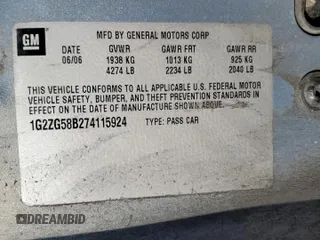 GM
MFD BY GENERAL MOTORS CORP
06/06 GVWR GAWR FRT GAWR RR
1938 KG 1013 KG 925 KG
4274 LB 2234 LB 2040 LB
THIS VEHICLE CONFORMS TO ALL APPLICABLE U.S. FEDERAL MOTOR
VEHICLE SAFETY, BUMPER, AND THEFT PREVENTION STANDARDS
IN EFFECT ON THE DATE OF MANUFACTURE SHOWN ABOVE.
1G2ZG58B274115924 TYPE: PASS CAR
DREAMBID